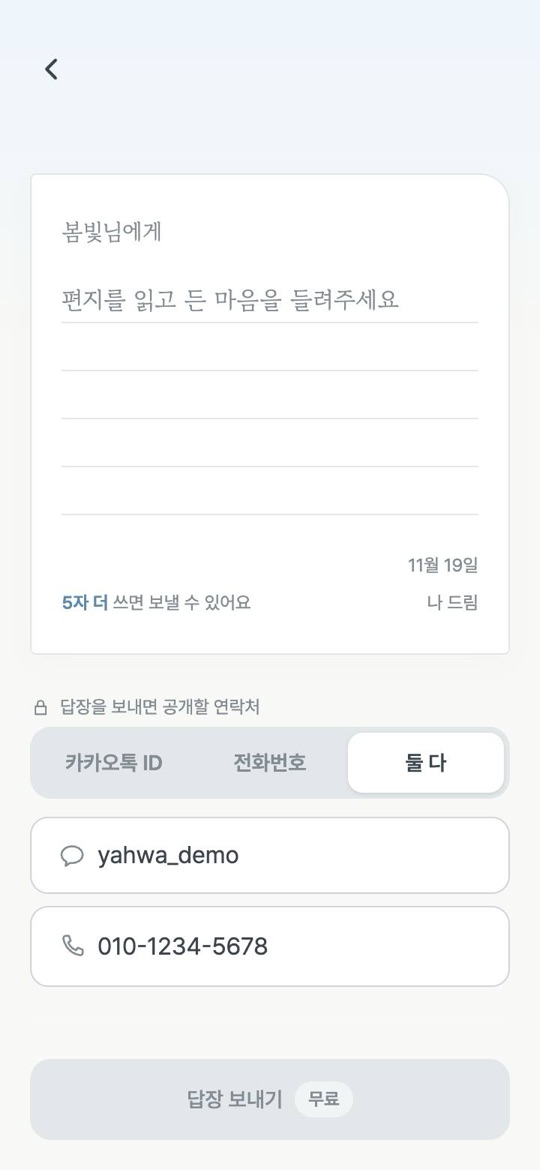 봄빛님에게
편지를 읽고 든 마음을 들려주세요
11월 19일
5자 더 쓰면 보낼 수 있어요
나 드림
답장을 보내면 공개할 연락처
카카오톡 ID
전화번호
둘 다
yahwa_demo
010-1234-5678
답장 보내기 무료